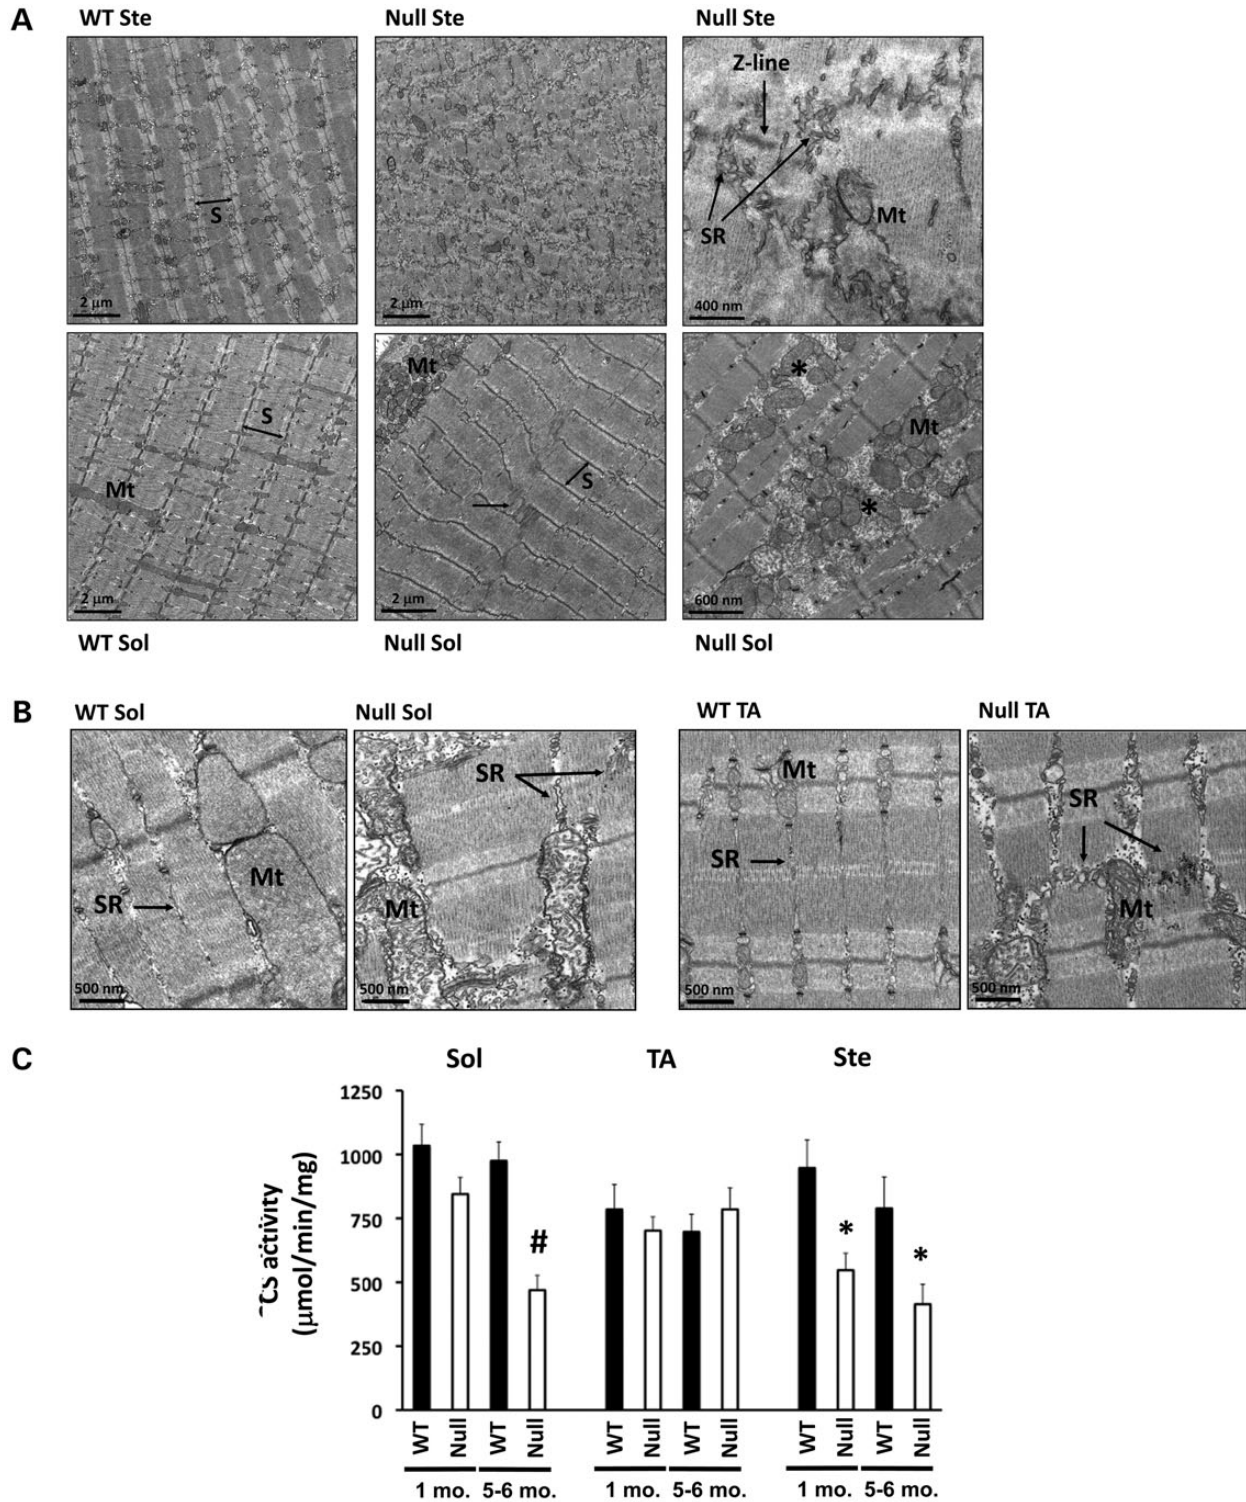 A
WT Ste
Null Ste
Null Ste
S
2 μm
2 μm
Z-line
SR
Mt
400 nm
S
Mt
2 μm
Mt
S
2 μm
*
Mt
*
600 nm
WT Sol
Null Sol
Null Sol
B
WT Sol
Null Sol
WT TA
Null TA
SR
Mt
500 nm
SR
Mt
500 nm
Mt
SR
500 nm
SR
Mt
500 nm
C
Sol
TA
Ste
CS activity
(μmol/min/mg)
1250
1000
750
500
250
0
#
*
*
WT
Null
WT
Null
WT
Null
WT
Null
WT
Null
WT
Null
1 mo.
5-6 mo.
1 mo.
5-6 mo.
1 mo.
5-6 mo.